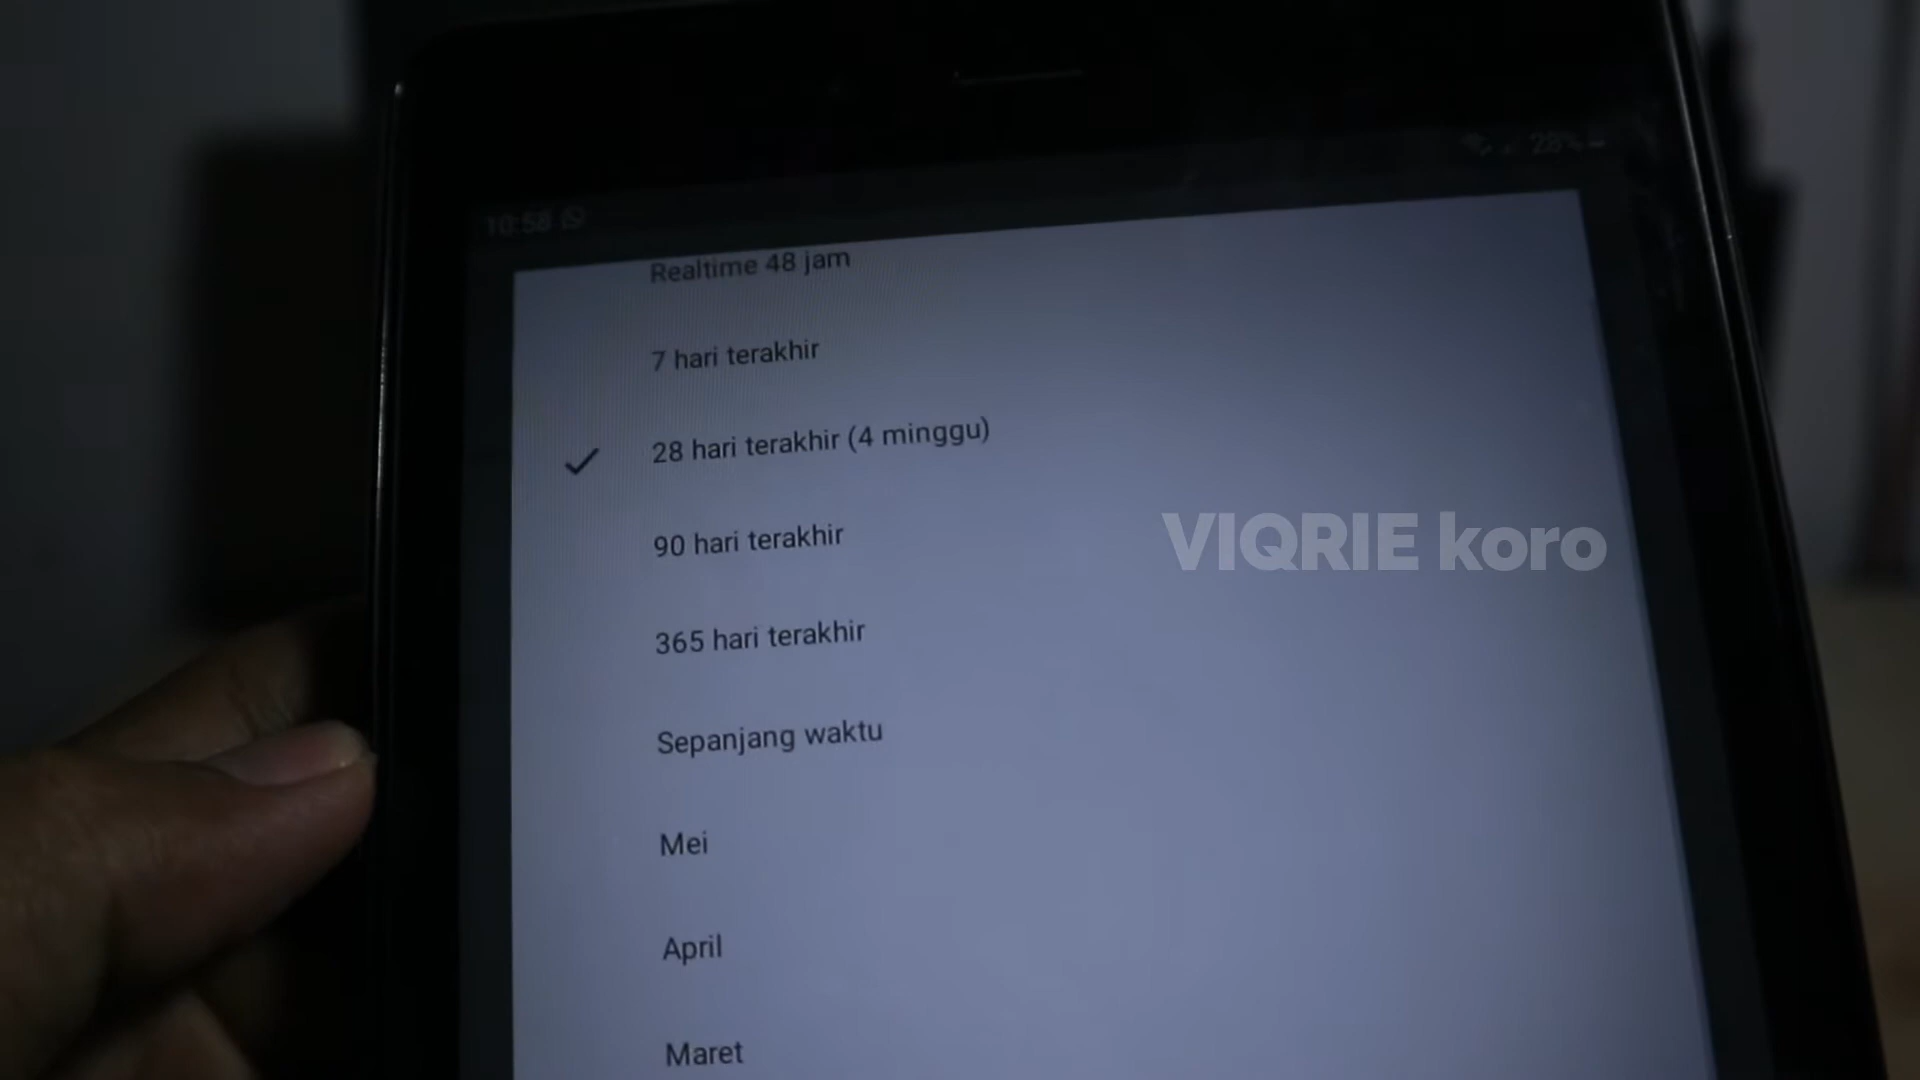 10:58
28%
Realtime 48 jam
7 hari terakhir
28 hari terakhir (4 minggu)
90 hari terakhir
VIQRIE koro
365 hari terakhir
Sepanjang waktu
Mei
April
Maret